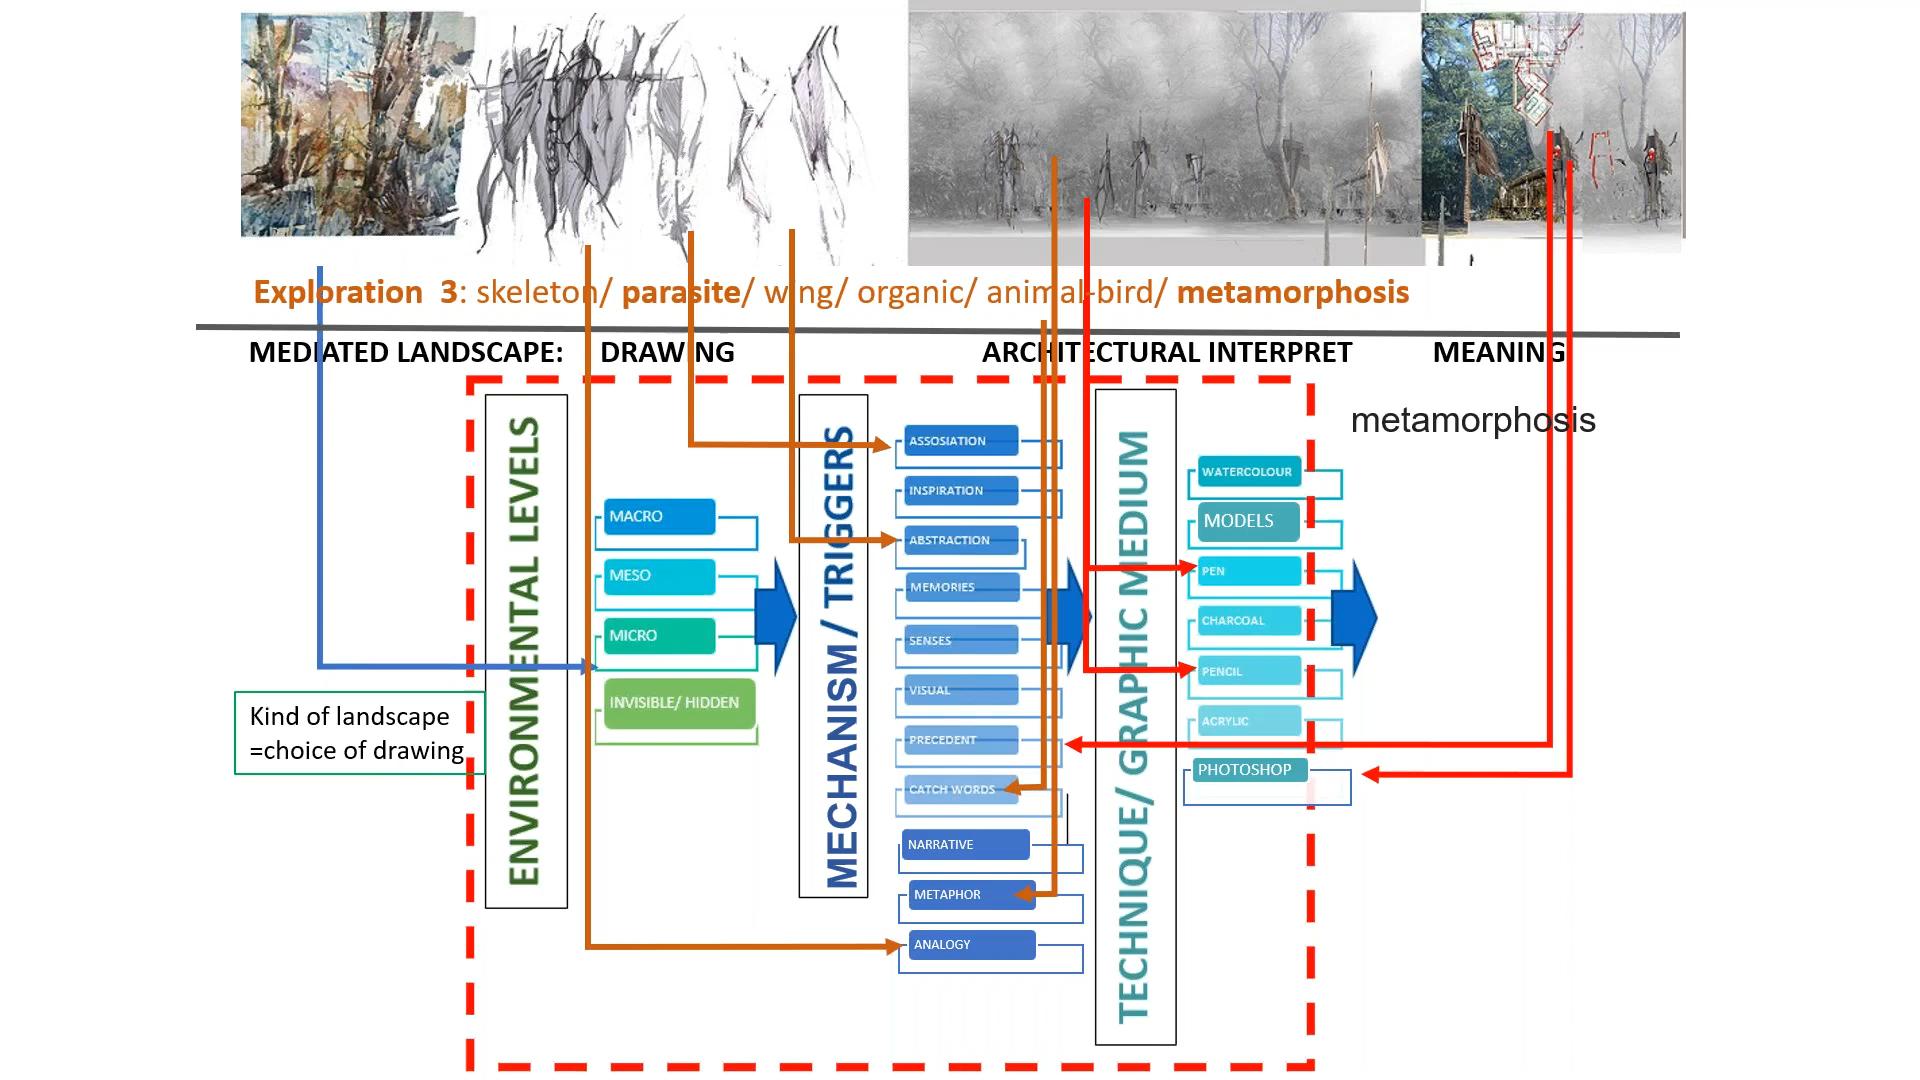 Exploration 3: skeleton/ parasite/ wing/ organic/ animal-bird/ metamorphosis
MEDIATED LANDSCAPE: DRAWING ARCHITECTURAL INTERPRET MEANING
metamorphosis
ENVIRONMENTAL LEVELS
MACRO
MESO
MICRO
INVISIBLE/ HIDDEN
Kind of landscape
=choice of drawing
MECHANISM / TRIGGERS
ASSOSIATION
INSPIRATION
ABSTRACTION
MEMORIES
SENSES
VISUAL
PRECEDENT
CATCH WORDS
NARRATIVE
METAPHOR
ANALOGY
TECHNIQUE/ GRAPHIC MEDIUM
WATERCOLOUR
MODELS
PEN
CHARCOAL
PENCIL
ACRYLIC
PHOTOSHOP